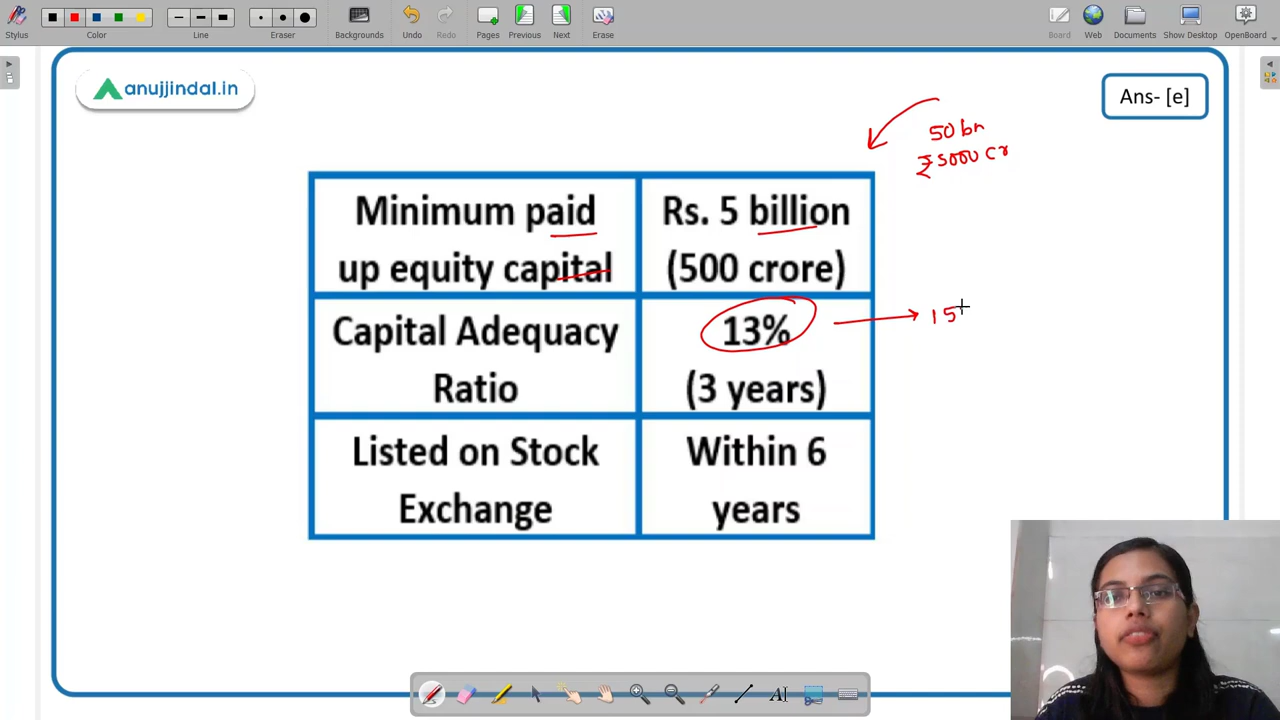 Stylus
Color
Line
Eraser
Backgrounds
Undo
Redo
Pages
Previous
Next
Erase
Board
Web
Documents
Show Desktop
OpenBoard
anujjindal.in
Ans- [e]
50 bn
₹5000 Cr
Minimum paid
up equity capital
Rs. 5 billion
(500 crore)
Capital Adequacy
Ratio
13%
(3 years)
15
Listed on Stock
Exchange
Within 6
years